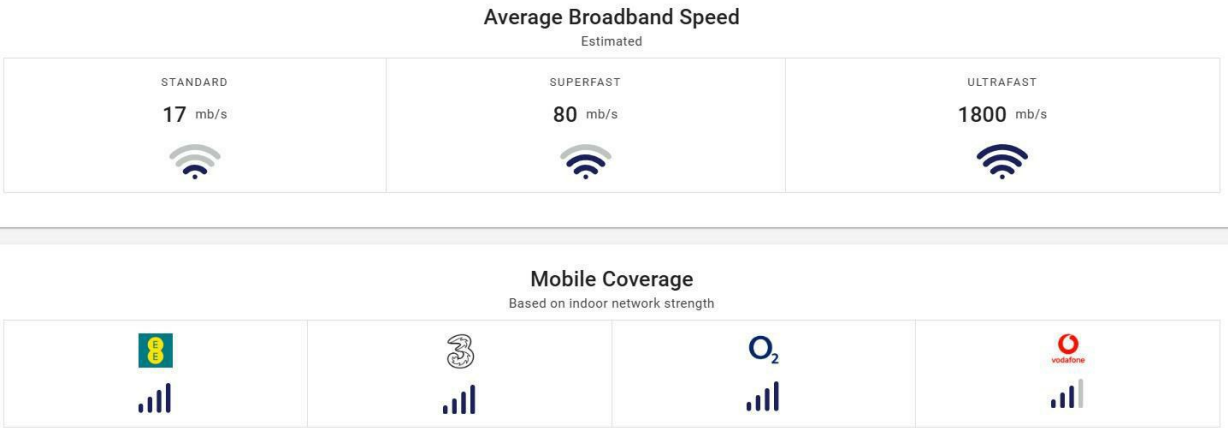 Average Broadband Speed
Estimated
STANDARD
17 mb/s
SUPERFAST
80 mb/s
ULTRAFAST
1800 mb/s
Mobile Coverage
Based on indoor network strength
E
E
3
O2
vodafone